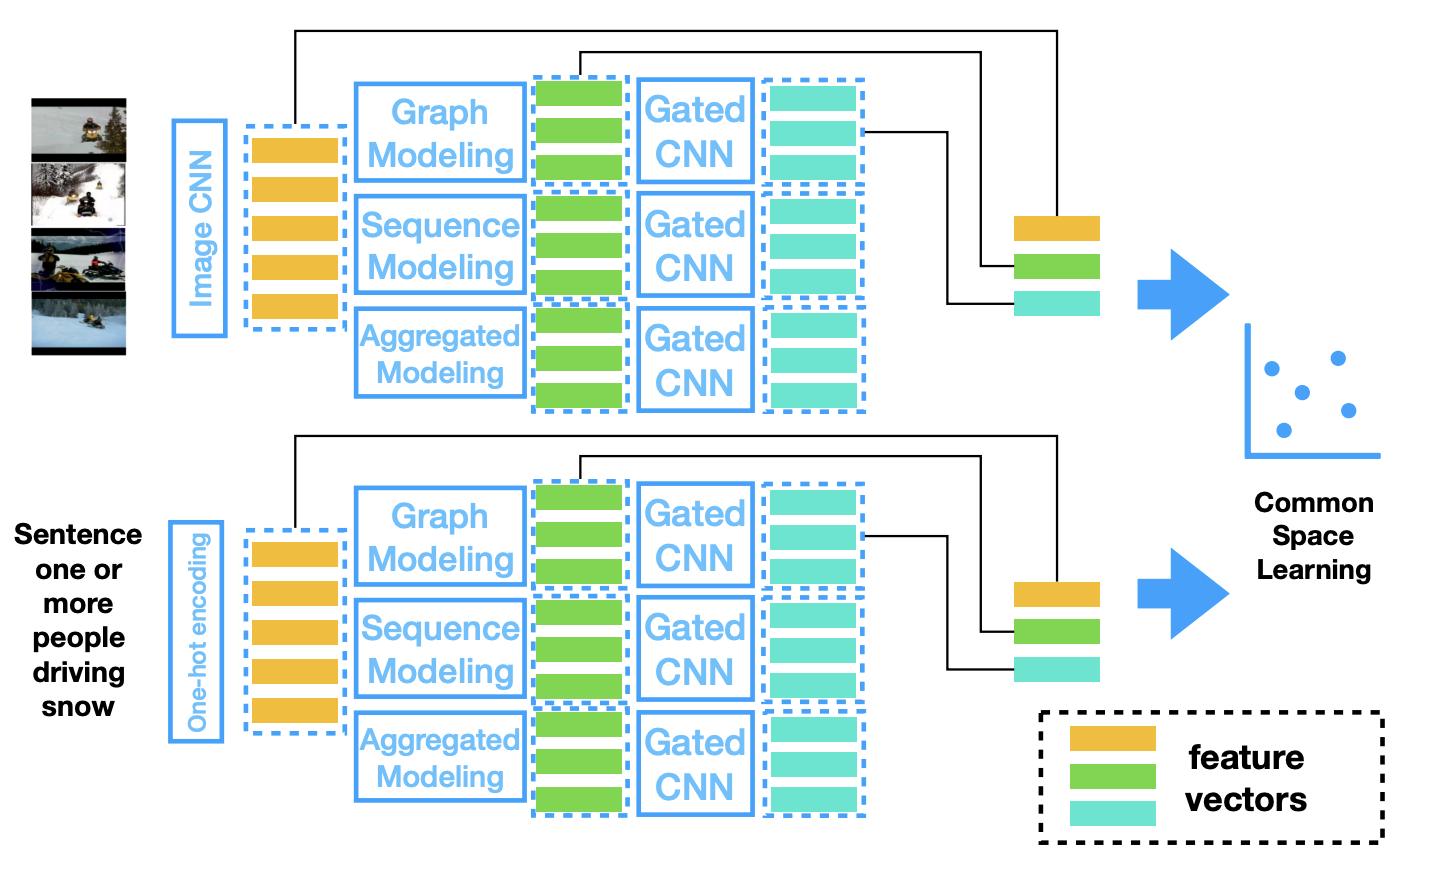 Image CNN
Graph
Modeling
Gated
CNN
Sequence
Modeling
Gated
CNN
Aggregated
Modeling
Gated
CNN
Sentence
one or
more
people
driving
snow
One-hot encoding
Graph
Modeling
Gated
CNN
Sequence
Modeling
Gated
CNN
Aggregated
Modeling
Gated
CNN
Common
Space
Learning
feature
vectors